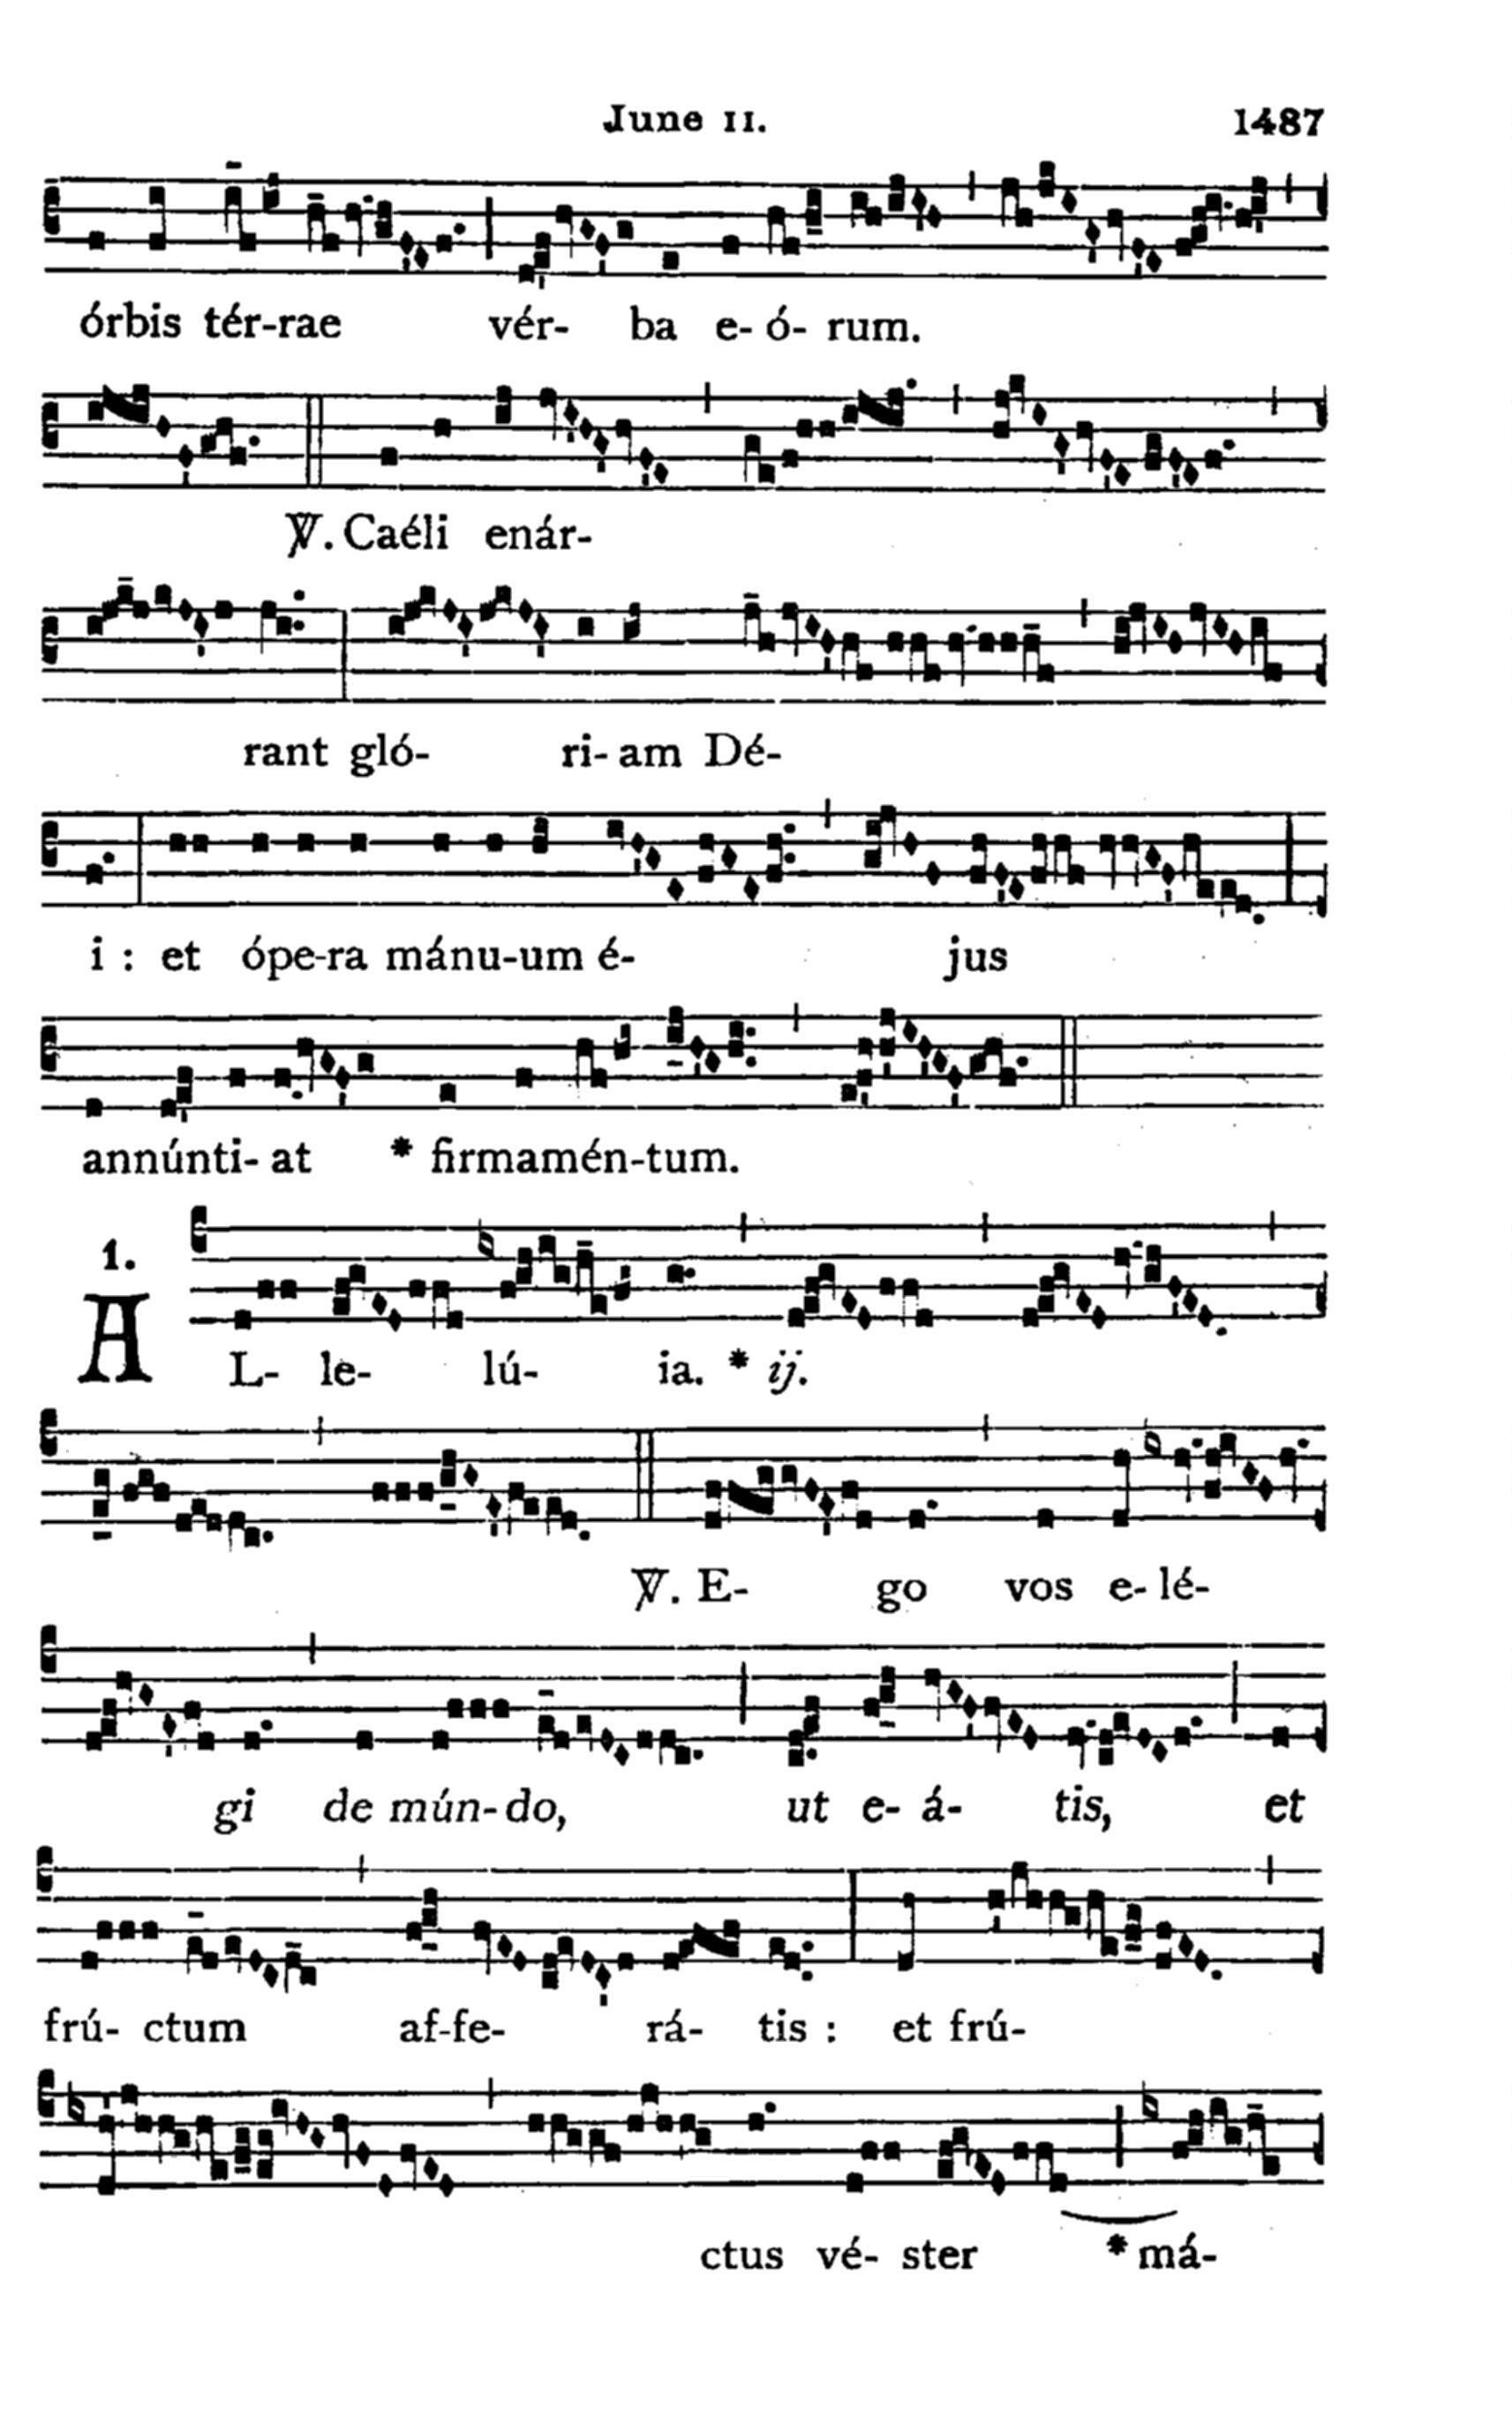 June 11. 1487
órbis tér-rae vér- ba e- ó- rum.
℣. Caéli enár-
rant gló- ri- am Dé-
i : et ópe-ra mánu-um é- jus
annúnti- at * firmamén-tum.
1.
AL- le- lú- ia. * ij.
℣. E- go vos e- lé-
gi de mún- do, ut e- á- tis, et
frú- ctum af-fe- rá- tis : et frú-
ctus vé- ster * má-